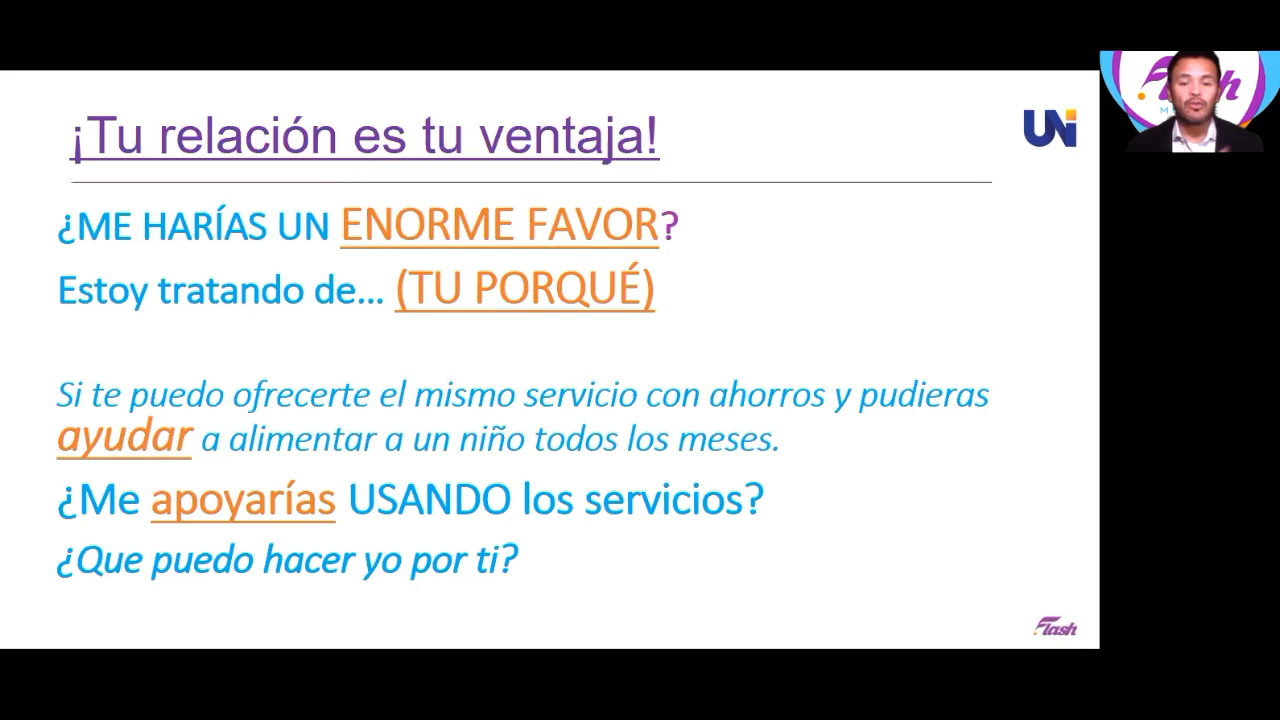 ¡Tu relación es tu ventaja!
UNi
¿ME HARÍAS UN ENORME FAVOR?
Estoy tratando de... (TU PORQUÉ)
Si te puedo ofrecerte el mismo servicio con ahorros y pudieras
ayudar a alimentar a un niño todos los meses.
¿Me apoyarías USANDO los servicios?
¿Que puedo hacer yo por ti?
Flash
Flash